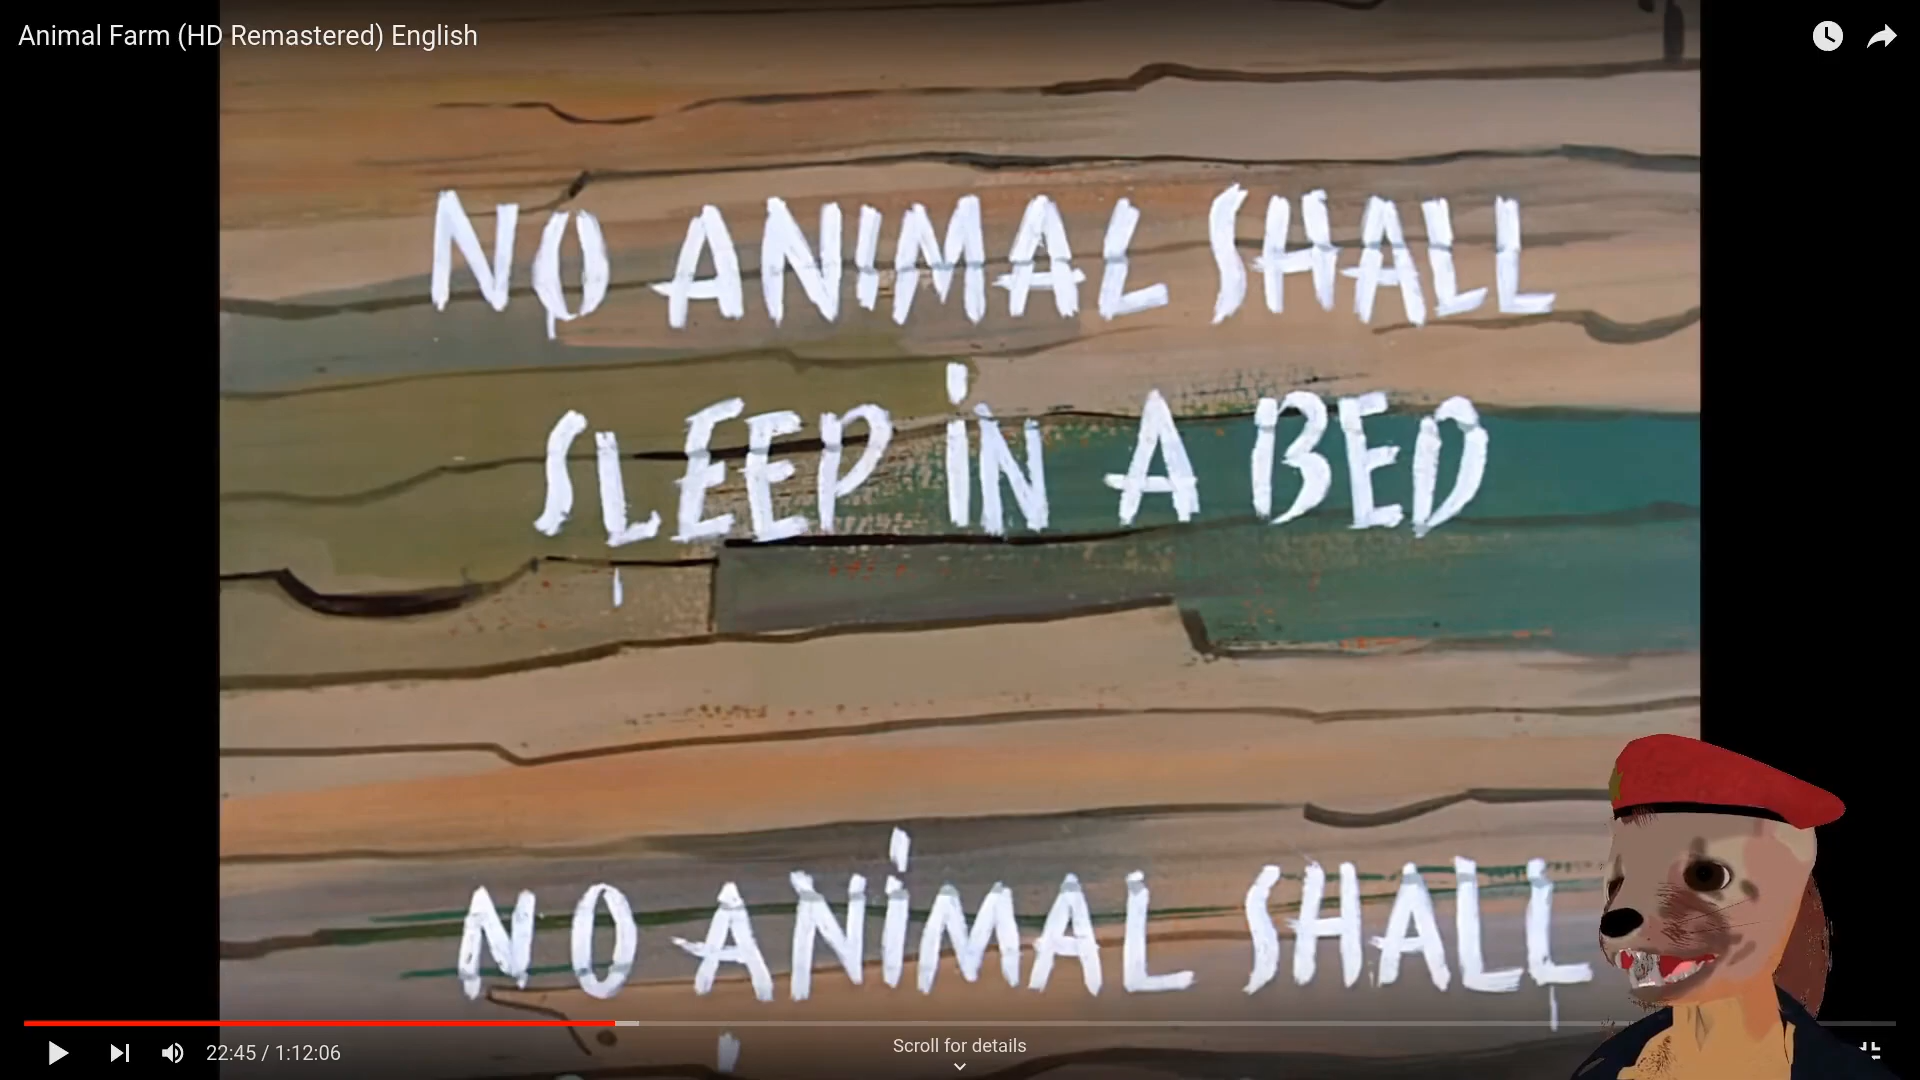 Animal Farm (HD Remastered) English
NO ANIMAL SHALL
SLEEP iN A BED
NO ANiMAL SHALL
22:45 / 1:12:06
Scroll for details